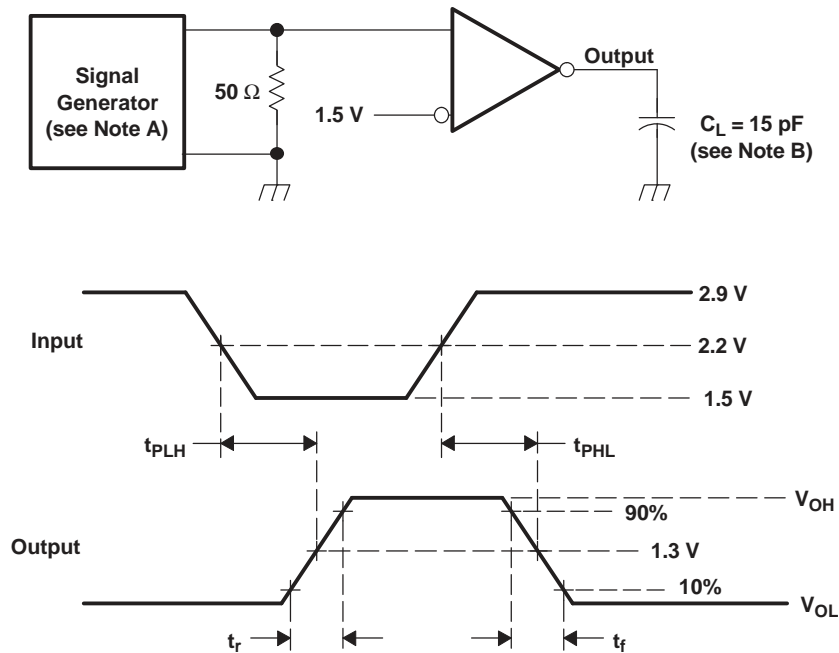 Signal
Generator
(see Note A)
50 Ω
1.5 V
Output
C_L = 15 pF
(see Note B)
Input
2.9 V
2.2 V
1.5 V
t_PLH
t_PHL
Output
V_OH
90%
1.3 V
10%
V_OL
t_r
t_f